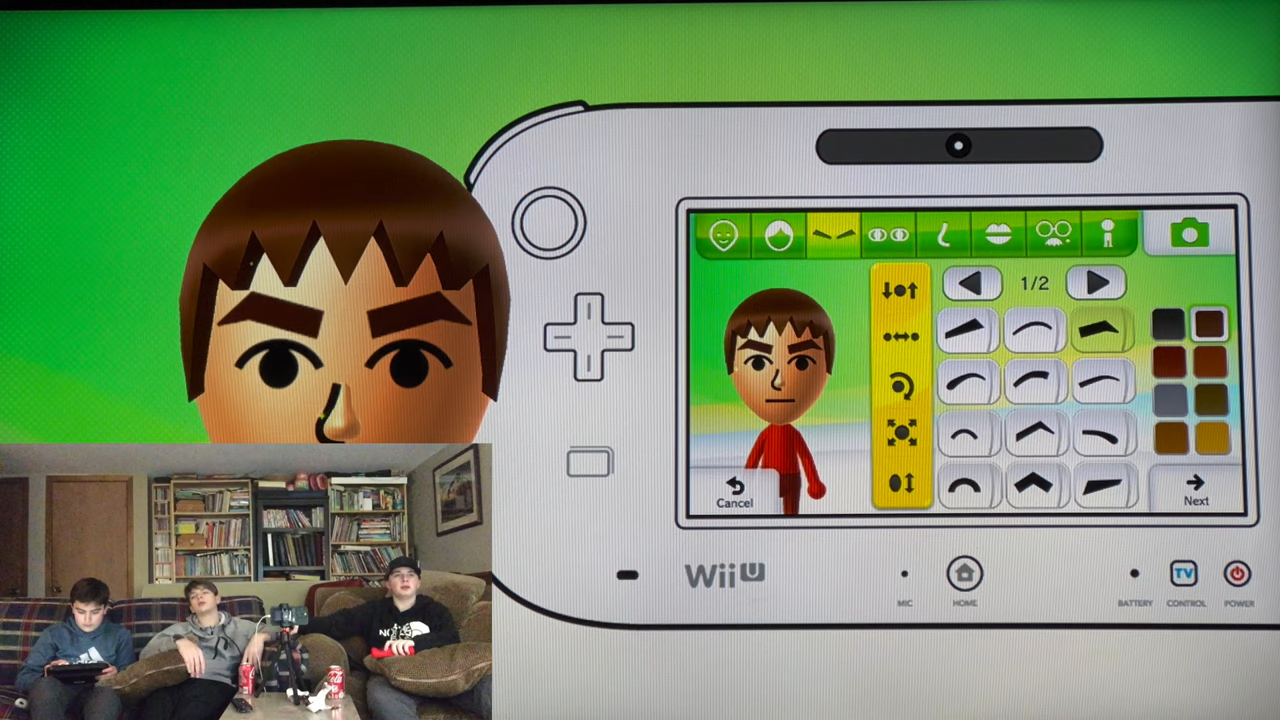 1/2
Cancel
Next
Wii U
MIC
HOME
BATTERY
TV
CONTROL
POWER